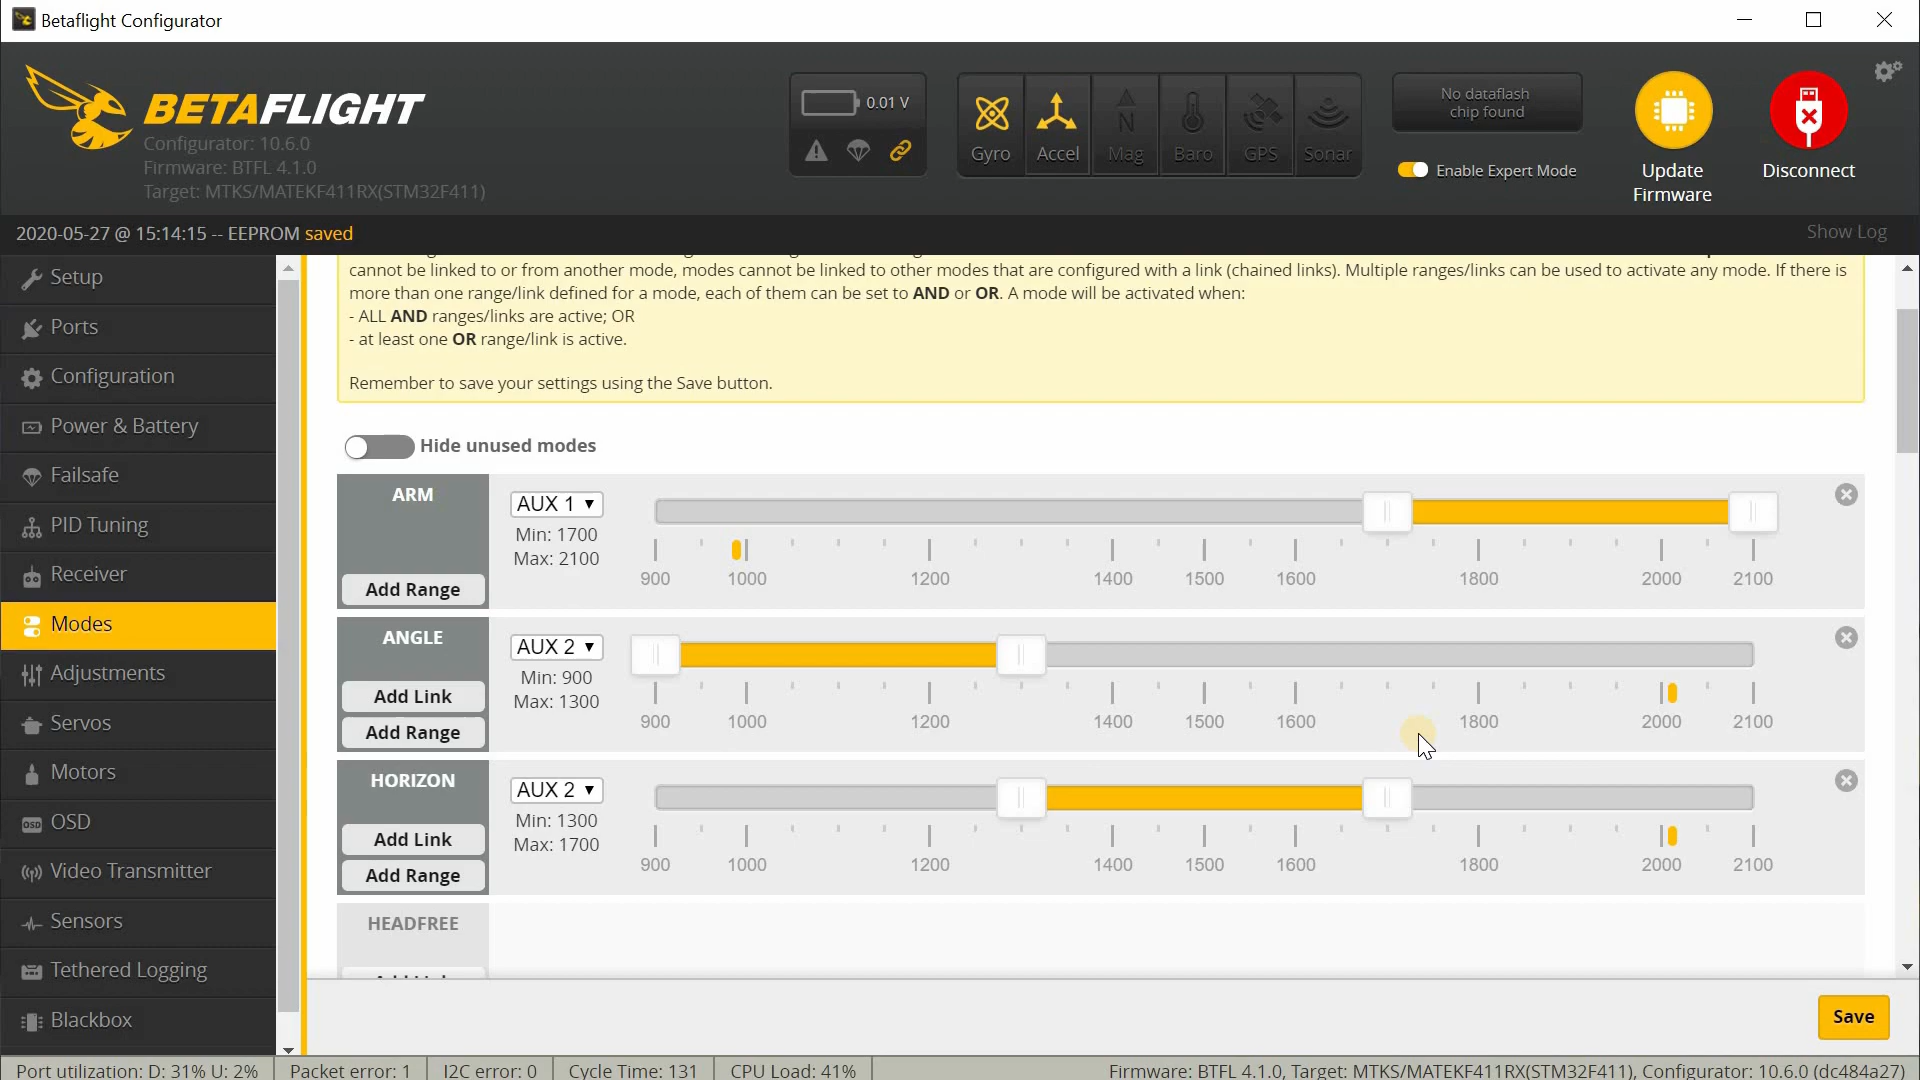 Betaflight Configurator
BETAFLIGHT
Configurator: 10.6.0
Firmware: BTFL 4.1.0
Target: MTKS/MATEKF411RX(STM32F411)
0.01 V
Gyro
Accel
Mag
Baro
GPS
Sonar
No dataflash
chip found
Enable Expert Mode
Update
Firmware
Disconnect
2020-05-27 @ 15:14:15 -- EEPROM saved
Show Log
Setup
Ports
Configuration
Power & Battery
Failsafe
PID Tuning
Receiver
Modes
Adjustments
Servos
Motors
OSD
Video Transmitter
Sensors
Tethered Logging
Blackbox
cannot be linked to or from another mode, modes cannot be linked to other modes that are configured with a link (chained links). Multiple ranges/links can be used to activate any mode. If there is
more than one range/link defined for a mode, each of them can be set to AND or OR. A mode will be activated when:
- ALL AND ranges/links are active; OR
- at least one OR range/link is active.
Remember to save your settings using the Save button.
Hide unused modes
ARM
Add Range
AUX 1
Min: 1700
Max: 2100
900 1000 1200 1400 1500 1600 1800 2000 2100
ANGLE
Add Link
Add Range
AUX 2
Min: 900
Max: 1300
900 1000 1200 1400 1500 1600 1800 2000 2100
HORIZON
Add Link
Add Range
AUX 2
Min: 1300
Max: 1700
900 1000 1200 1400 1500 1600 1800 2000 2100
HEADFREE
Save
Port utilization: D: 31% U: 2%
Packet error: 1
I2C error: 0
Cycle Time: 131
CPU Load: 41%
Firmware: BTFL 4.1.0, Target: MTKS/MATEKF411RX(STM32F411), Configurator: 10.6.0 (dc484a27)